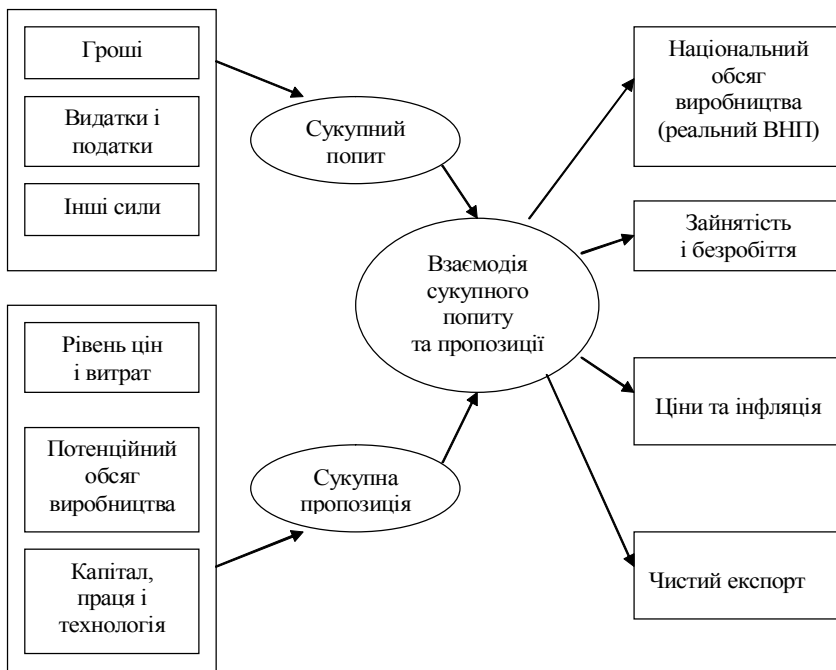 Гроші
Видатки і
податки
Інші сили
Сукупний
попит
Рівень цін
і витрат
Потенційний
обсяг
виробництва
Капітал,
праця і
технологія
Сукупна
пропозиція
Взаємодія
сукупного
попиту
та пропозиції
Національний
обсяг
виробництва
(реальний ВНП)
Зайнятість
і безробіття
Ціни та інфляція
Чистий експорт